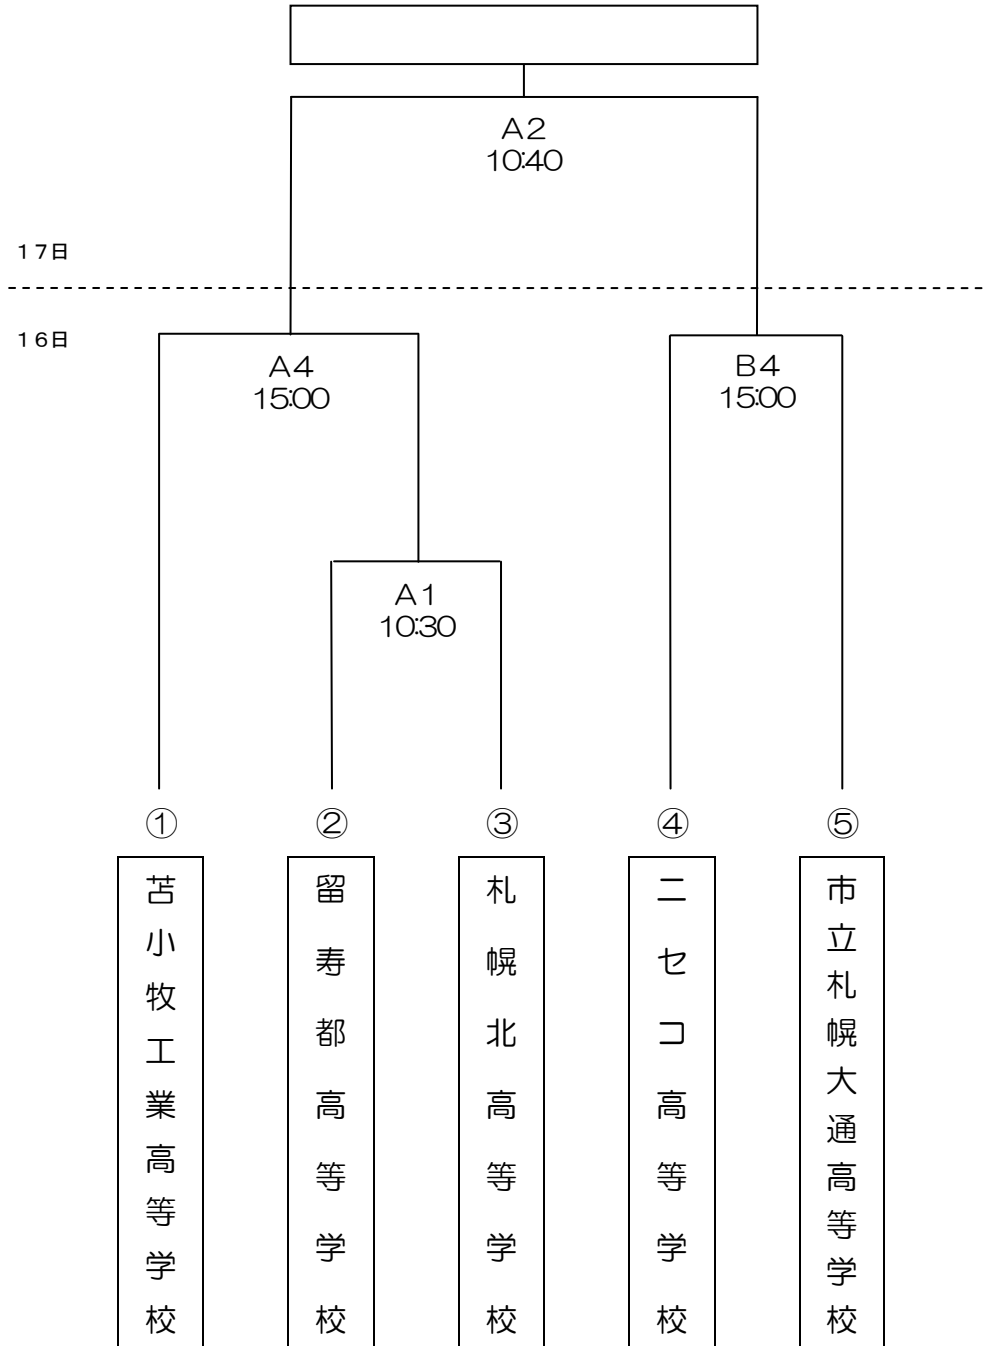 A2
10:40
17日
16日
A4
15:00
B4
15:00
A1
10:30
①
②
③
④
⑤
苫小牧工業高等学校
留寿都高等学校
札幌北高等学校
ニセコ高等学校
市立札幌大通高等学校